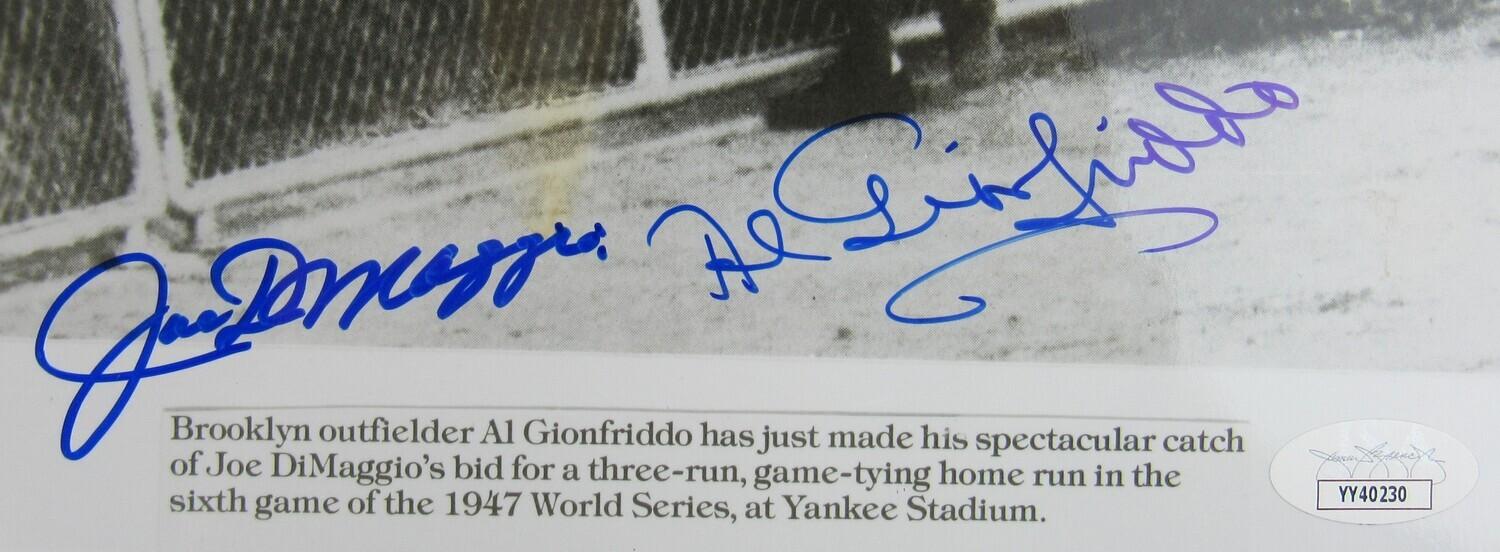 Joe DiMaggio
Al Gionfriddo
Brooklyn outfielder Al Gionfriddo has just made his spectacular catch
of Joe DiMaggio's bid for a three-run, game-tying home run in the
sixth game of the 1947 World Series, at Yankee Stadium.
YY40230